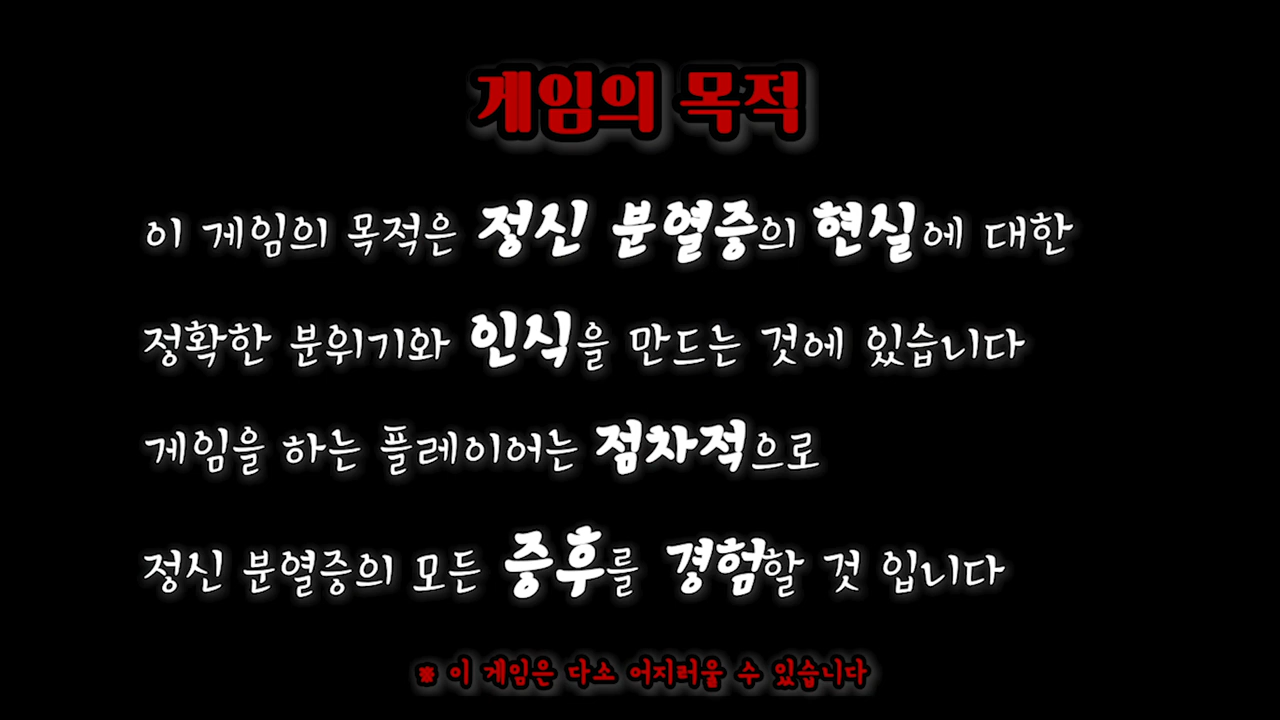 게임의 목적
이 게임의 목적은 정신 분열증의 현실에 대한
정확한 분위기와 인식을 만드는 것에 있습니다
게임을 하는 플레이어는 점차적으로
정신 분열증의 모든 증후를 경험할 것 입니다
※ 이 게임은 다소 어지러울 수 있습니다